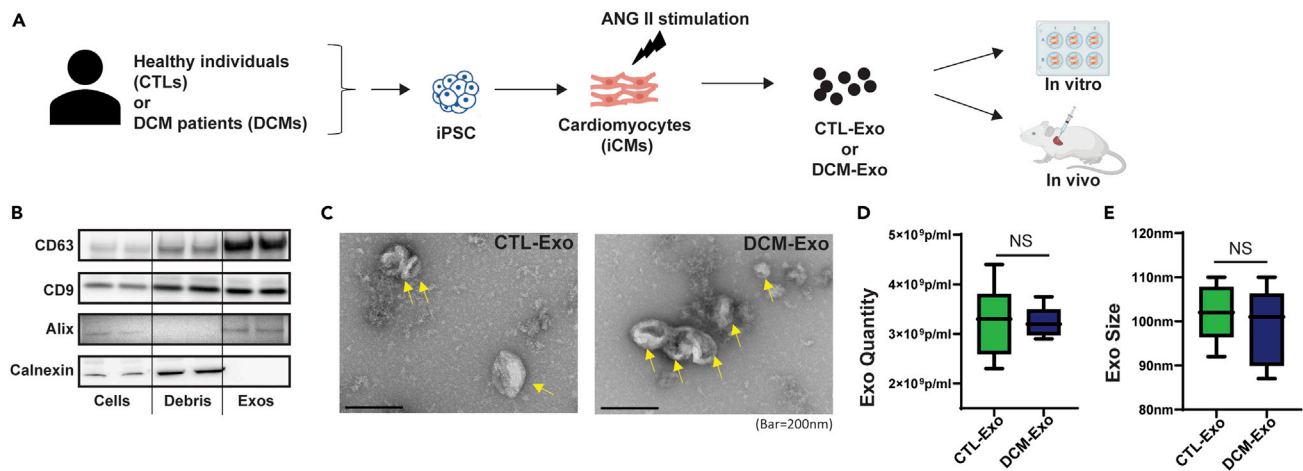 A
ANG II stimulation
Healthy individuals
(CTLs)
or
DCM patients (DCMs)
iPSC
Cardiomyocytes
(iCMs)
CTL-Exo
or
DCM-Exo
In vitro
In vivo
B
CD63
CD9
Alix
Calnexin
Cells Debris Exos
C
CTL-Exo
DCM-Exo
(Bar=200nm)
D
Exo Quantity
5×10⁹p/ml
4×10⁹p/ml
3×10⁹p/ml
2×10⁹p/ml
NS
CTL-Exo
DCM-Exo
E
Exo Size
120nm
110nm
100nm
90nm
80nm
NS
CTL-Exo
DCM-Exo